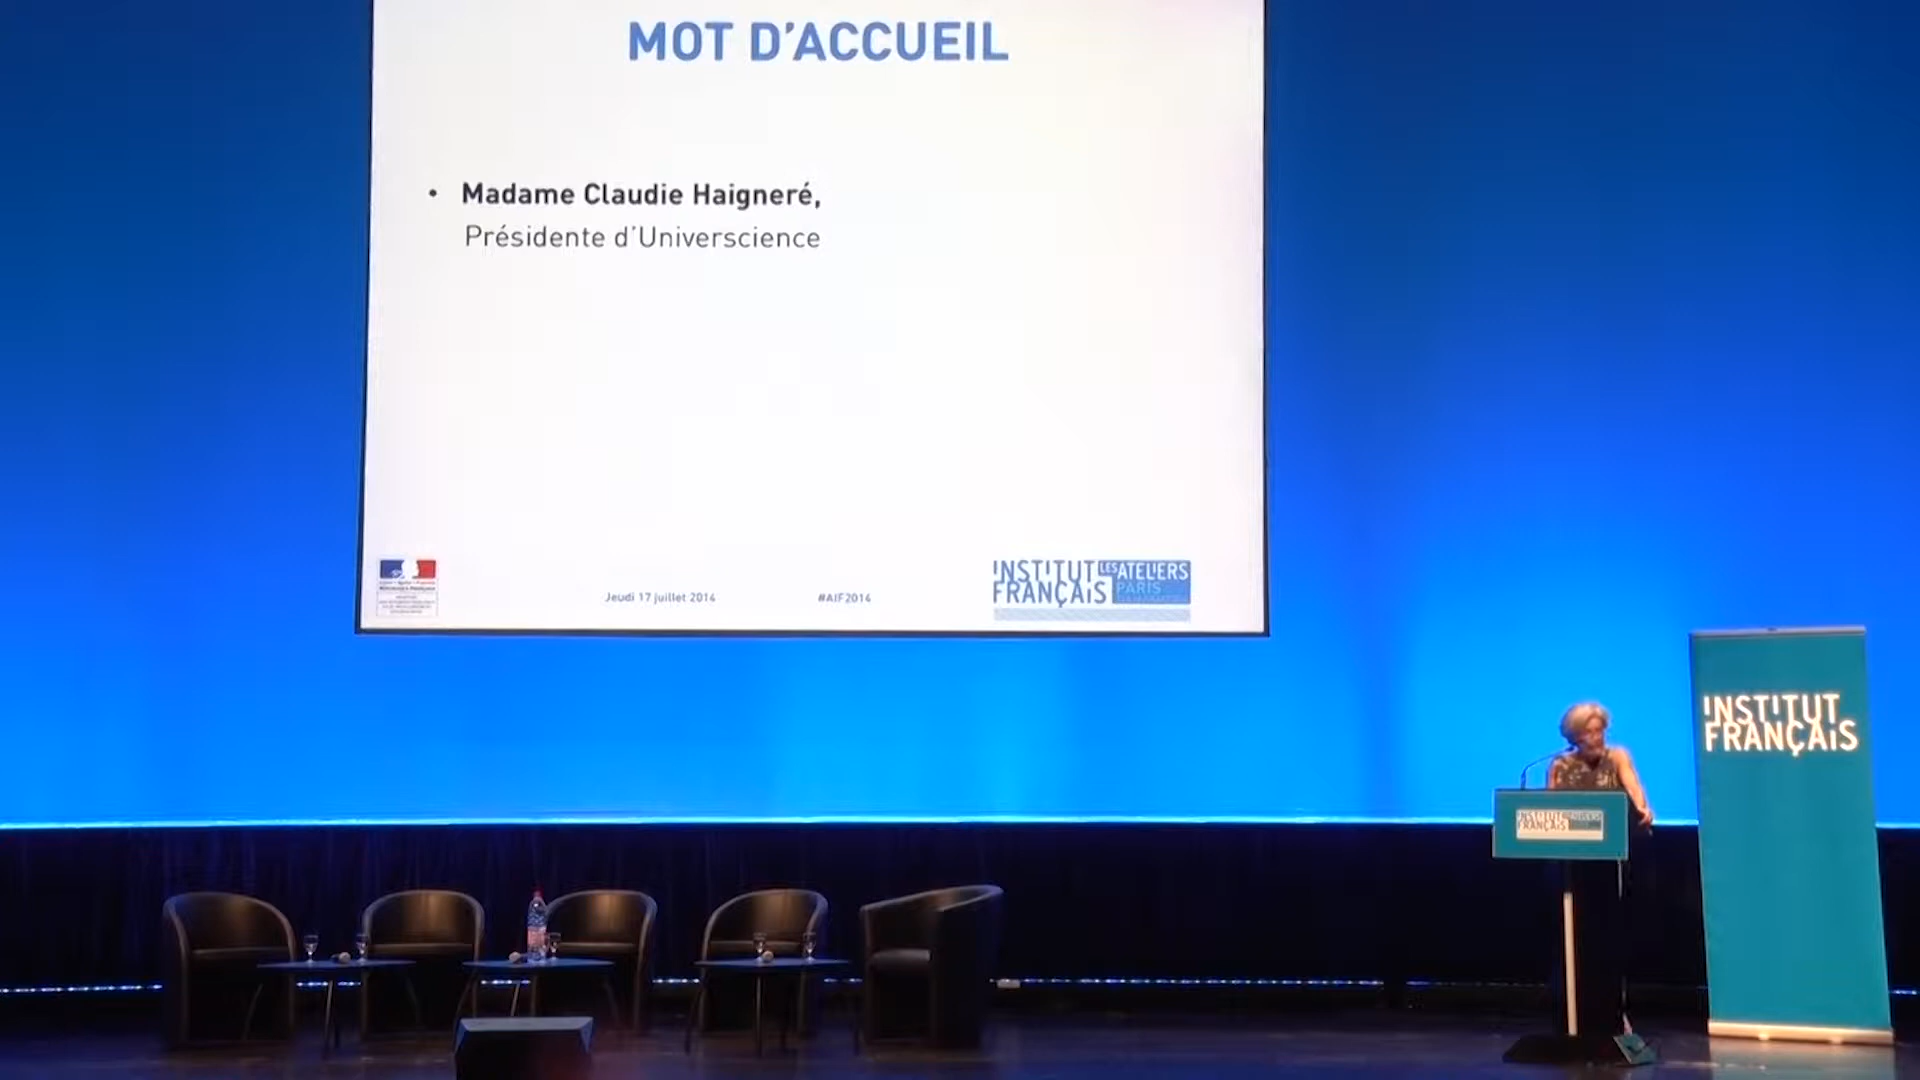 MOT D'ACCUEIL
• Madame Claudie Haigneré,
Présidente d'Universcience
Jeudi 17 juillet 2014
#AIF2014
INSTITUT
FRANÇAIS
LES ATELIERS
PARIS
INSTITUT
FRANÇAIS
INSTITUT
FRANÇAIS